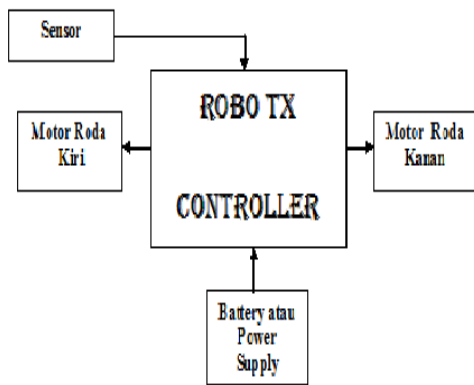 Sensor
ROBO TX
CONTROLLER
Motor Roda
Kiri
Motor Roda
Kanan
Battery atau
Power
Supply